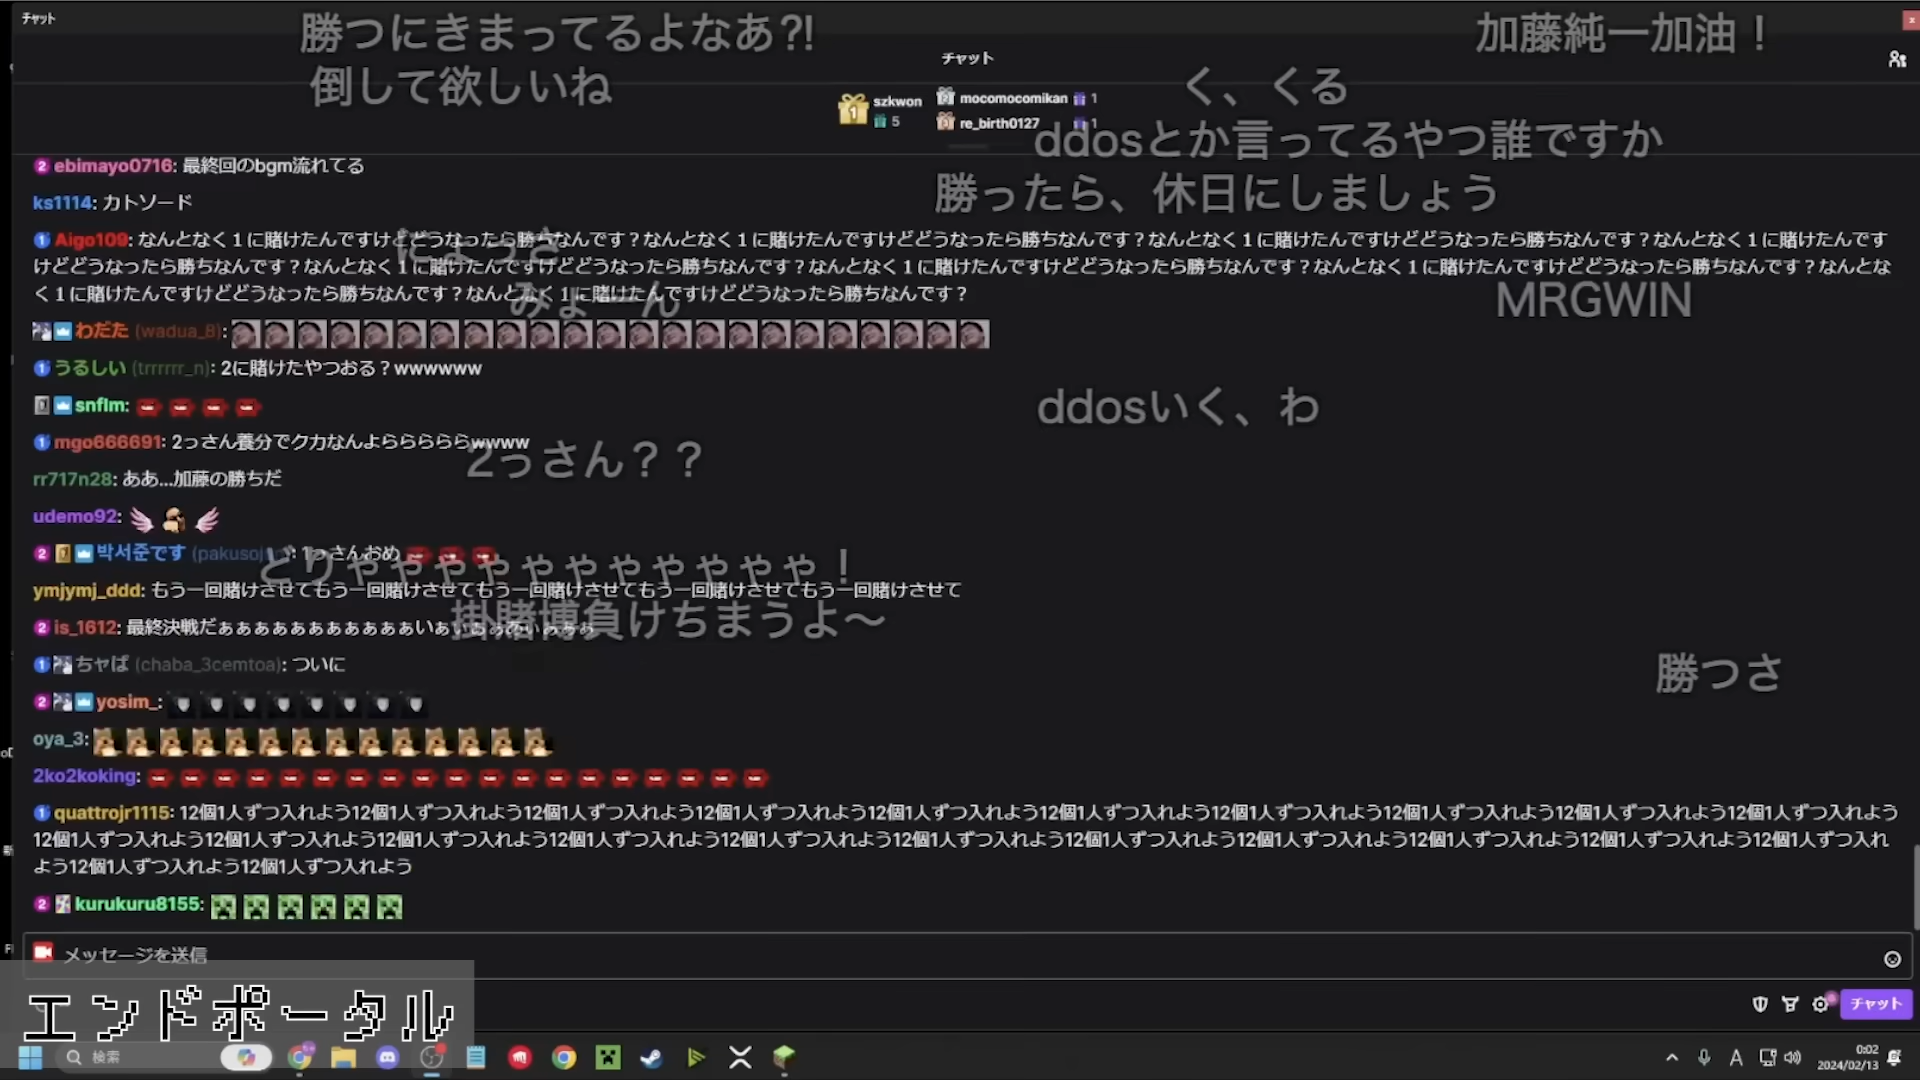 チャット
勝つにきまってるよなあ?!
加藤純一加油！
チャット
倒して欲しいね
く、くる
szkwon
5
mocomocomikan 1
re_birth0127 1
ddosとか言ってるやつ誰ですか
勝ったら、休日にしましょう
ebimayo0716: 最終回のbgm流れてる
ks1114: カトソード
にょっさ
Aigo109: なんとなく１に賭けたんですけどどうなったら勝ちなんです？なんとなく１に賭けたんですけどどうなったら勝ちなんです？なんとなく１に賭けたんですけどどうなったら勝ちなんです？なんとなく１に賭けたんです
けどどうなったら勝ちなんです？なんとなく１に賭けたんですけどどうなったら勝ちなんです？なんとなく１に賭けたんですけどどうなったら勝ちなんです？なんとなく１に賭けたんですけどどうなったら勝ちなんです？なんとな
く１に賭けたんですけどどうなったら勝ちなんです？なんとなく１に賭けたんですけどどうなったら勝ちなんです？
みょーん
MRGWIN
わだた (wadua_8):
うるしい (trrrrrr_n): 2に賭けたやつおる？wwwwww
snflm:
ddosいく、わ
mgo666691: 2っさん養分でクカなんよららららwwww
2っさん？？
rr717n28: ああ...加藤の勝ちだ
udemo92:
박서준です: 1っさんおめ
どりゃゃゃゃゃゃゃゃゃゃゃ！
ymjymj_ddd: もう一回賭けさせてもう一回賭けさせてもう一回賭けさせてもう一回賭けさせてもう一回賭けさせて
掛賭博負けちまうよ～
is_1612: 最終決戦だぁぁぁぁぁぁぁぁぁぁぁ
ちャば (chaba_3cemtoa): ついに
勝つさ
yosim_:
oya_3:
2ko2koking:
quattrojr1115: 12個1人ずつ入れよう12個1人ずつ入れよう12個1人ずつ入れよう12個1人ずつ入れよう12個1人ずつ入れよう12個1人ずつ入れよう12個1人ずつ入れよう12個1人ずつ入れよう12個1人ずつ入れよう12個1人ずつ入れよう
12個1人ずつ入れよう12個1人ずつ入れよう12個1人ずつ入れよう12個1人ずつ入れよう12個1人ずつ入れよう12個1人ずつ入れよう12個1人ずつ入れよう12個1人ずつ入れよう12個1人ずつ入れよう12個1人ずつ入れよう12個1人ずつ入れ
よう12個1人ずつ入れよう12個1人ずつ入れよう
kurukuru8155:
メッセージを送信
エンドポータル
チャット
検索
A
0:02
2024/02/13